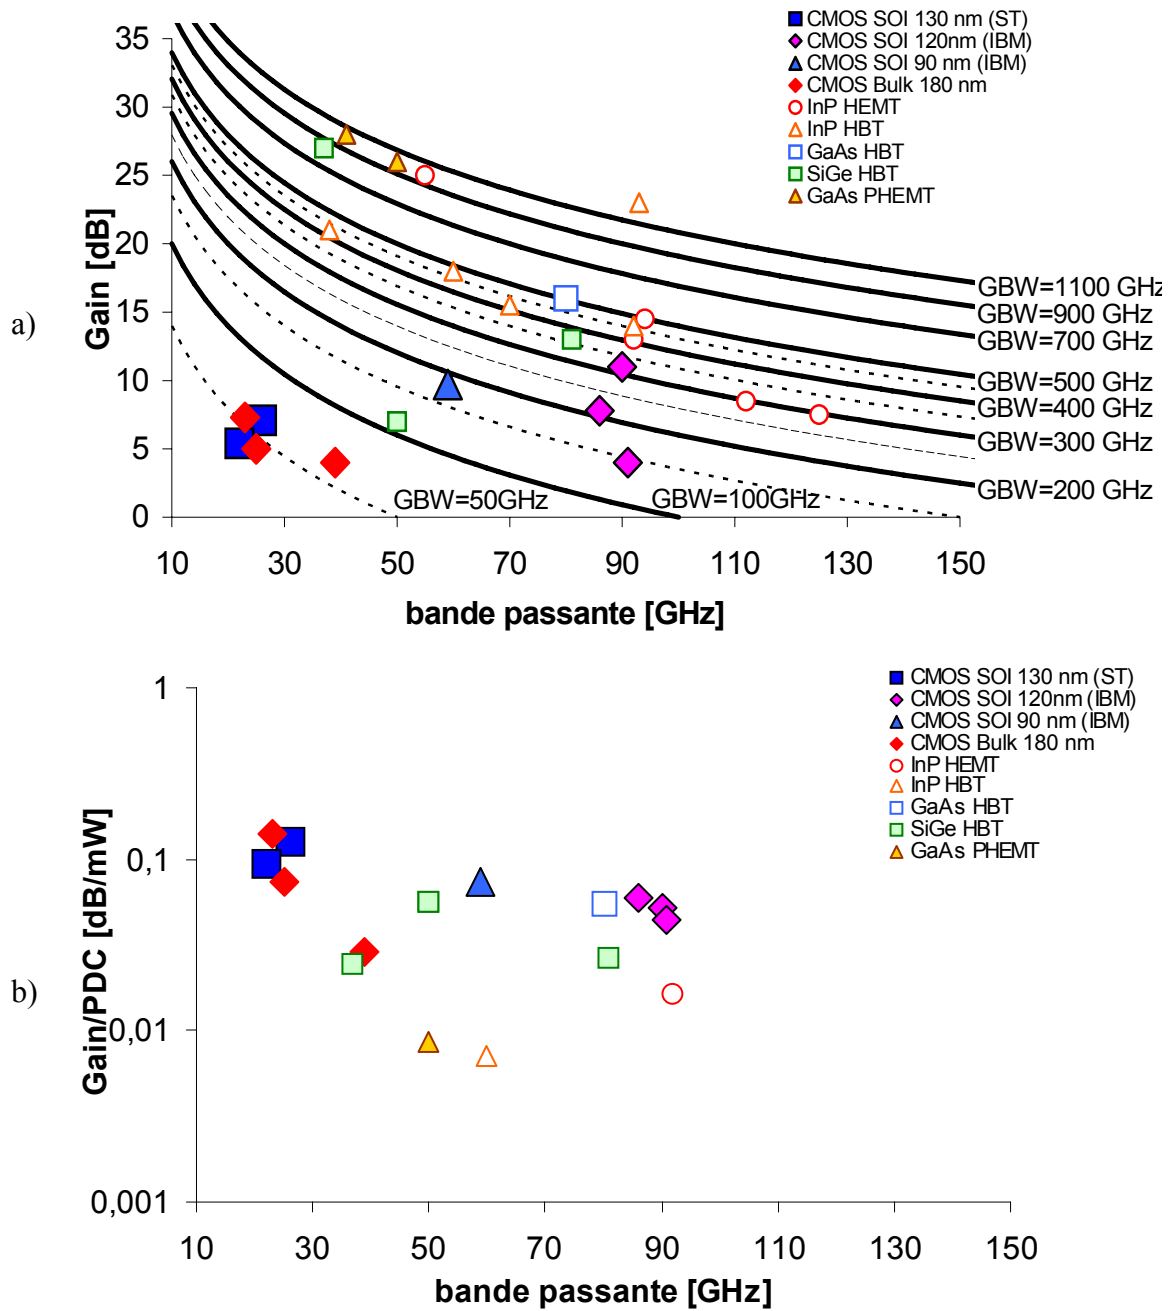 CMOS SOI 130 nm (ST)
CMOS SOI 120nm (IBM)
CMOS SOI 90 nm (IBM)
CMOS Bulk 180 nm
InP HEMT
InP HBT
GaAs HBT
SiGe HBT
GaAs PHEMT
35
30
25
20
15
10
5
0
Gain [dB]
a)
GBW=1100 GHz
GBW=900 GHz
GBW=700 GHz
GBW=500 GHz
GBW=400 GHz
GBW=300 GHz
GBW=200 GHz
GBW=50GHz
GBW=100GHz
10 30 50 70 90 110 130 150
bande passante [GHz]
CMOS SOI 130 nm (ST)
CMOS SOI 120nm (IBM)
CMOS SOI 90 nm (IBM)
CMOS Bulk 180 nm
InP HEMT
InP HBT
GaAs HBT
SiGe HBT
GaAs PHEMT
1
0,1
0,01
0,001
Gain/PDC [dB/mW]
b)
10 30 50 70 90 110 130 150
bande passante [GHz]